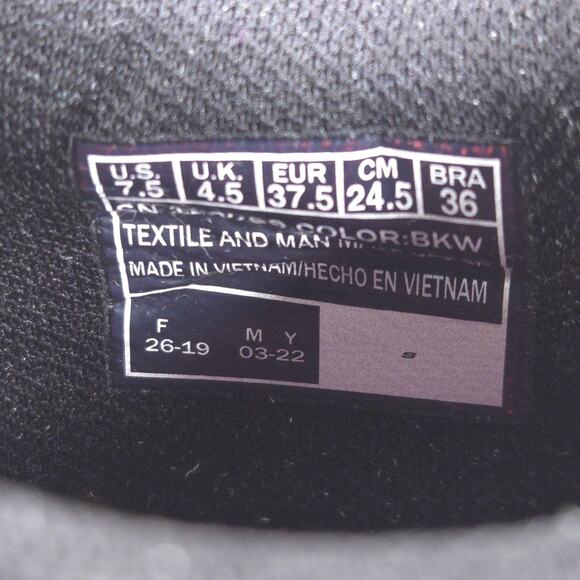 U.S. U.K. EUR CM BRA
7.5 4.5 37.5 24.5 36
COLOR:BKW
TEXTILE AND MAN
MADE IN VIETNAM/HECHO EN VIETNAM
F M Y
26-19 03-22
S